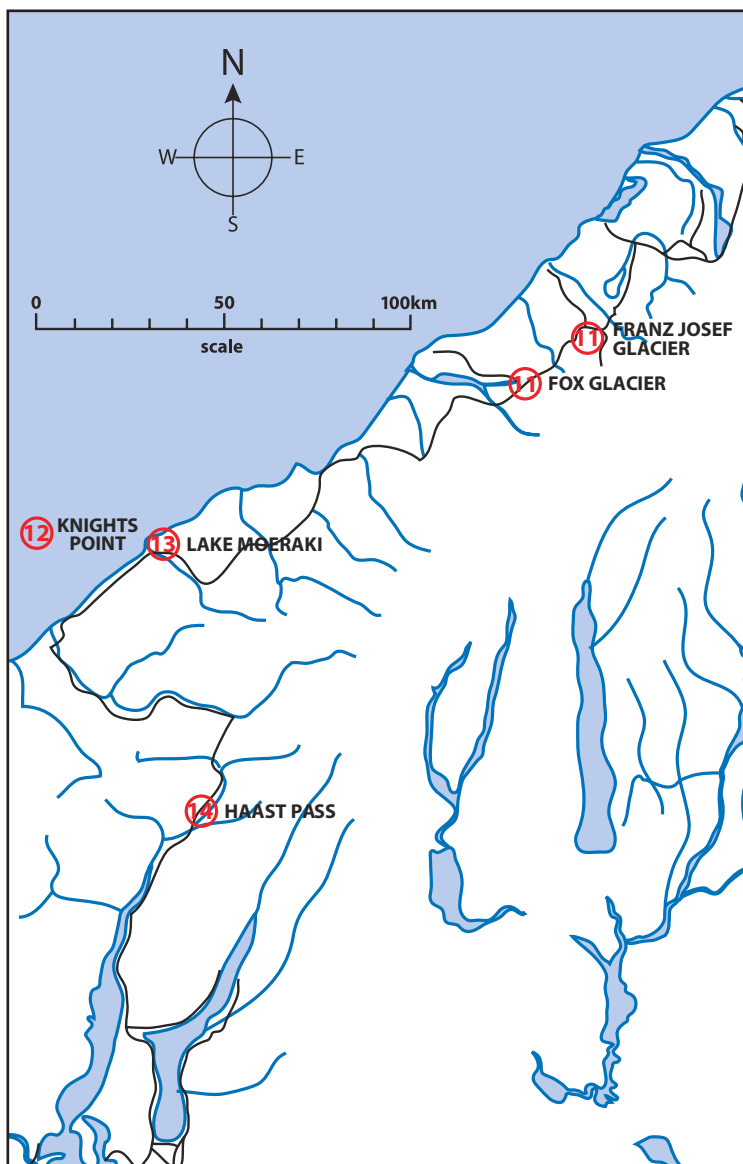 N
W E
S
0 50 100km
scale
11 FRANZ JOSEF
GLACIER
11 FOX GLACIER
12 KNIGHTS
POINT
13 LAKE MOERAKI
14 HAAST PASS